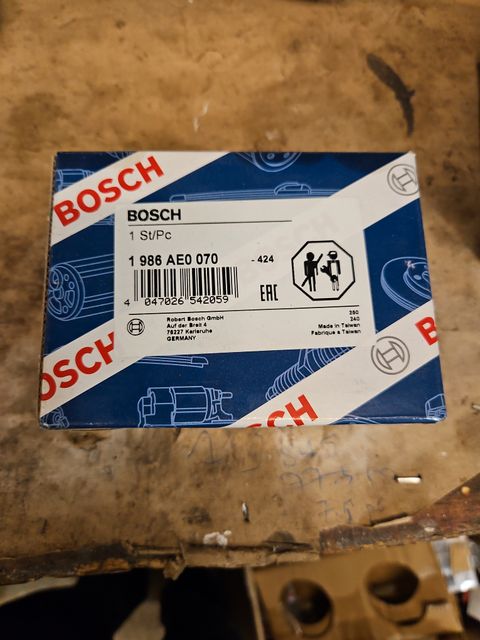 BOSCH
BOSCH
1 St/Pc
1 986 AE0 070 - 424
4 047026 542059
EAC
Robert Bosch GmbH
Auf der Breit 4
76227 Karlsruhe
GERMANY
290
240
Made in Taiwan
Fabriqué à Taiwan
BOSCH
BOSCH
B